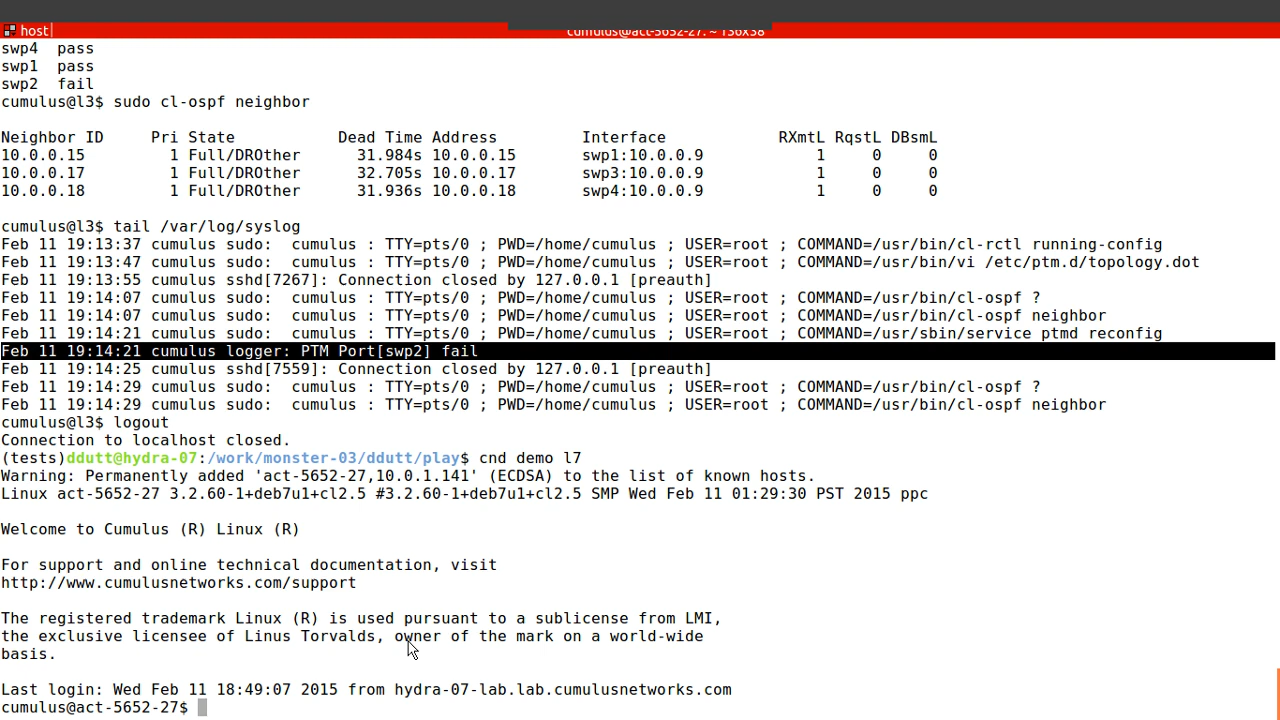 host
cumulus@act-5652-27: ~ 136x38
swp4  pass
swp1  pass
swp2  fail
cumulus@l3$ sudo cl-ospf neighbor
Neighbor ID     Pri State           Dead Time Address         Interface            RXmtL RqstL DBsmL
10.0.0.15         1 Full/DROther      31.984s 10.0.0.15       swp1:10.0.0.9            1     0     0
10.0.0.17         1 Full/DROther      32.705s 10.0.0.17       swp3:10.0.0.9            1     0     0
10.0.0.18         1 Full/DROther      31.936s 10.0.0.18       swp4:10.0.0.9            1     0     0
cumulus@l3$ tail /var/log/syslog
Feb 11 19:13:37 cumulus sudo:  cumulus : TTY=pts/0 ; PWD=/home/cumulus ; USER=root ; COMMAND=/usr/bin/cl-rctl running-config
Feb 11 19:13:47 cumulus sudo:  cumulus : TTY=pts/0 ; PWD=/home/cumulus ; USER=root ; COMMAND=/usr/bin/vi /etc/ptm.d/topology.dot
Feb 11 19:13:55 cumulus sshd[7267]: Connection closed by 127.0.0.1 [preauth]
Feb 11 19:14:07 cumulus sudo:  cumulus : TTY=pts/0 ; PWD=/home/cumulus ; USER=root ; COMMAND=/usr/bin/cl-ospf ?
Feb 11 19:14:07 cumulus sudo:  cumulus : TTY=pts/0 ; PWD=/home/cumulus ; USER=root ; COMMAND=/usr/bin/cl-ospf neighbor
Feb 11 19:14:21 cumulus sudo:  cumulus : TTY=pts/0 ; PWD=/home/cumulus ; USER=root ; COMMAND=/usr/sbin/service ptmd reconfig
Feb 11 19:14:21 cumulus logger: PTM Port[swp2] fail
Feb 11 19:14:25 cumulus sshd[7559]: Connection closed by 127.0.0.1 [preauth]
Feb 11 19:14:29 cumulus sudo:  cumulus : TTY=pts/0 ; PWD=/home/cumulus ; USER=root ; COMMAND=/usr/bin/cl-ospf ?
Feb 11 19:14:29 cumulus sudo:  cumulus : TTY=pts/0 ; PWD=/home/cumulus ; USER=root ; COMMAND=/usr/bin/cl-ospf neighbor
cumulus@l3$ logout
Connection to localhost closed.
(tests)ddutt@hydra-07:/work/monster-03/ddutt/play$ cnd demo l7
Warning: Permanently added 'act-5652-27,10.0.1.141' (ECDSA) to the list of known hosts.
Linux act-5652-27 3.2.60-1+deb7u1+cl2.5 #3.2.60-1+deb7u1+cl2.5 SMP Wed Feb 11 01:29:30 PST 2015 ppc
Welcome to Cumulus (R) Linux (R)
For support and online technical documentation, visit
http://www.cumulusnetworks.com/support
The registered trademark Linux (R) is used pursuant to a sublicense from LMI,
the exclusive licensee of Linus Torvalds, owner of the mark on a world-wide
basis.
Last login: Wed Feb 11 18:49:07 2015 from hydra-07-lab.lab.cumulusnetworks.com
cumulus@act-5652-27$